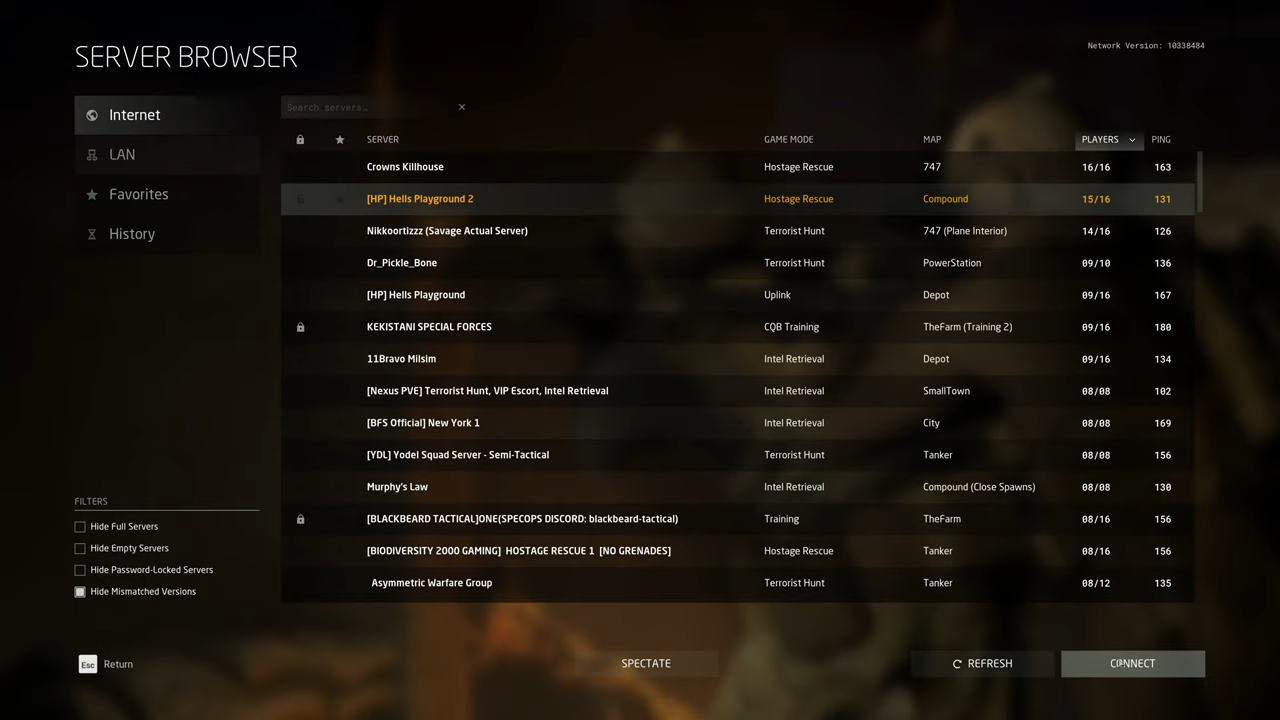 SERVER BROWSER
Network Version: 10338484
Internet
LAN
Favorites
History
Search servers…
SERVER GAME MODE MAP PLAYERS PING
Crowns Killhouse Hostage Rescue 747 16/16 163
[HP] Hells Playground 2 Hostage Rescue Compound 15/16 131
Nikkoortizzz (Savage Actual Server) Terrorist Hunt 747 (Plane Interior) 14/16 126
Dr_Pickle_Bone Terrorist Hunt PowerStation 09/10 136
[HP] Hells Playground Uplink Depot 09/16 167
KEKISTANI SPECIAL FORCES CQB Training TheFarm (Training 2) 09/16 180
11Bravo Milsim Intel Retrieval Depot 09/16 134
[Nexus PVE] Terrorist Hunt, VIP Escort, Intel Retrieval Intel Retrieval SmallTown 08/08 102
[BFS Official] New York 1 Intel Retrieval City 08/08 169
[YDL] Yodel Squad Server - Semi-Tactical Terrorist Hunt Tanker 08/08 156
Murphy's Law Intel Retrieval Compound (Close Spawns) 08/08 130
[BLACKBEARD TACTICAL]ONE(SPECOPS DISCORD: blackbeard-tactical) Training TheFarm 08/16 156
[BIODIVERSITY 2000 GAMING] HOSTAGE RESCUE 1 [NO GRENADES] Hostage Rescue Tanker 08/16 156
Asymmetric Warfare Group Terrorist Hunt Tanker 08/12 135
FILTERS
Hide Full Servers
Hide Empty Servers
Hide Password-Locked Servers
Hide Mismatched Versions
Esc Return
SPECTATE
REFRESH
CONNECT